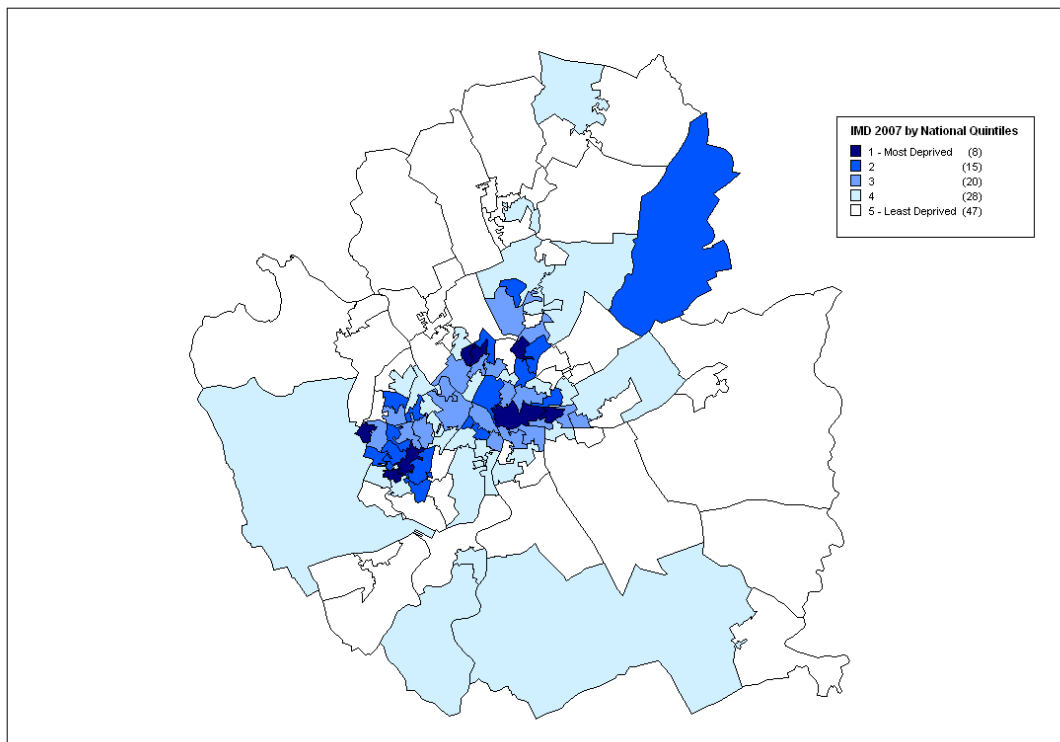 IMD 2007 by National Quintiles
1 - Most Deprived (8)
2 (15)
3 (20)
4 (28)
5 - Least Deprived (47)